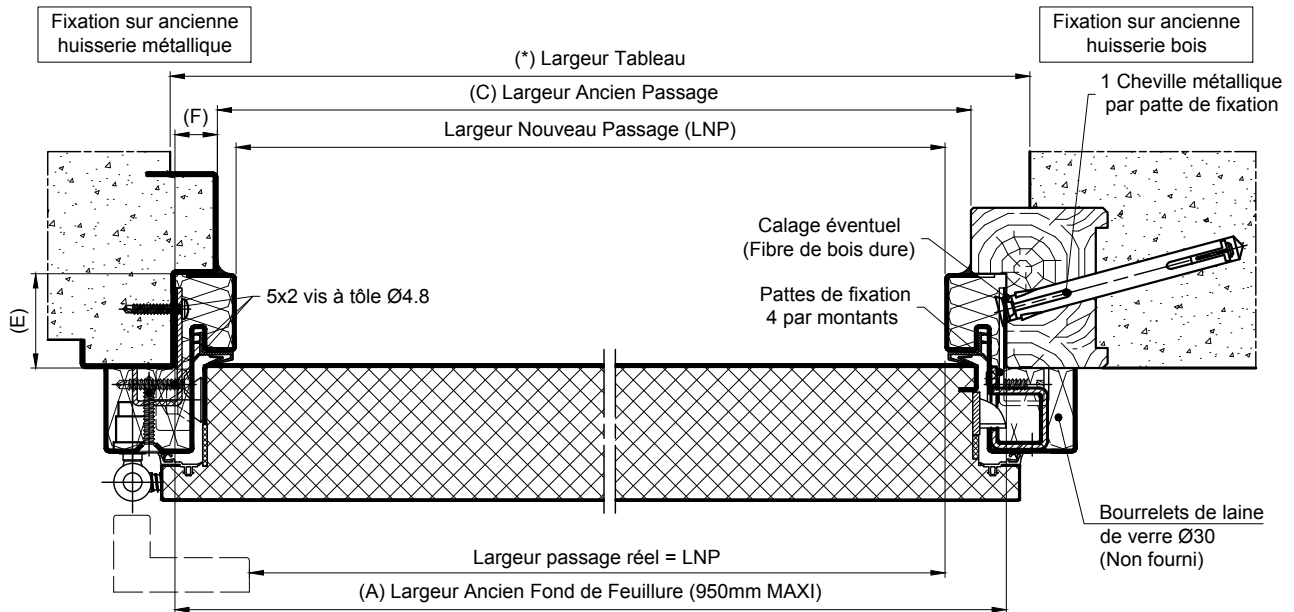 Fixation sur ancienne
huisserie métallique
Fixation sur ancienne
huisserie bois
(*) Largeur Tableau
1 Cheville métallique
par patte de fixation
(C) Largeur Ancien Passage
(F)
Largeur Nouveau Passage (LNP)
Calage éventuel
(Fibre de bois dure)
(E)
5x2 vis à tôle Ø4.8
Pattes de fixation
4 par montants
Bourrelets de laine
de verre Ø30
(Non fourni)
Largeur passage réel = LNP
(A) Largeur Ancien Fond de Feuillure (950mm MAXI)